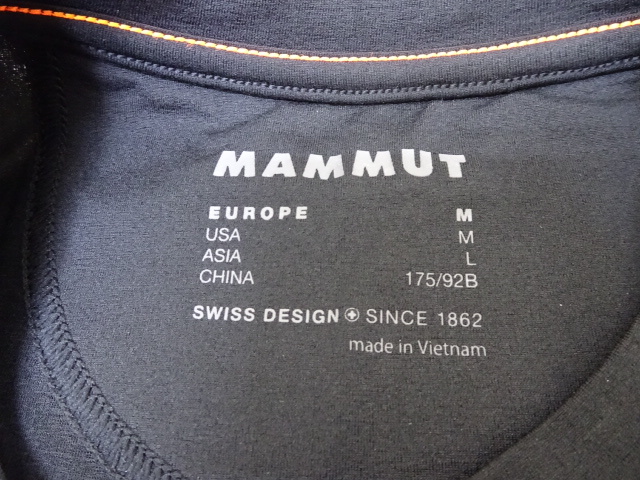 MAMMUT
EUROPE M
USA M
ASIA L
CHINA 175/92B
SWISS DESIGN SINCE 1862
made in Vietnam